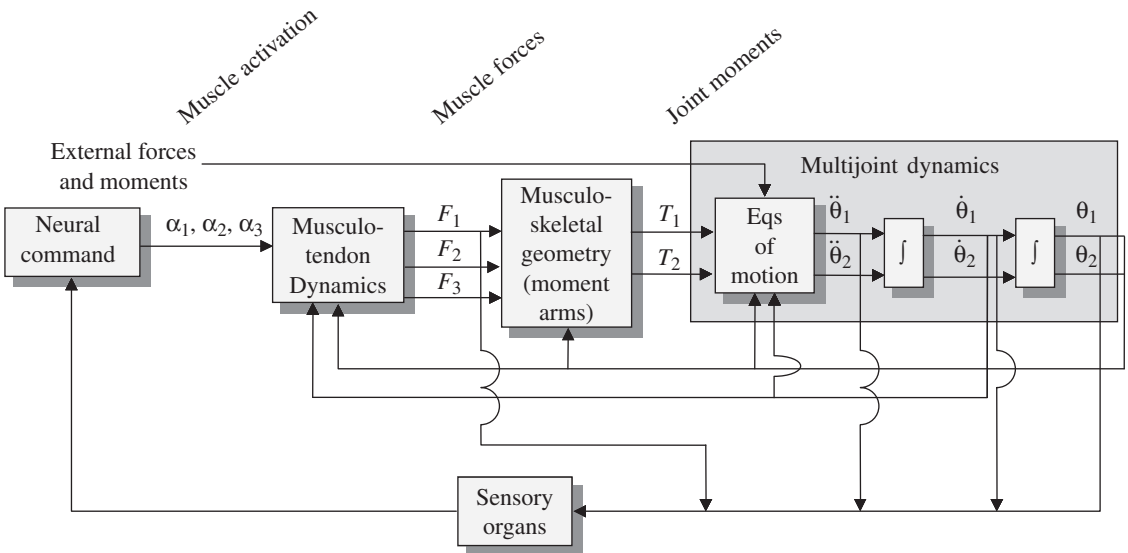 Muscle activation
Muscle forces
Joint moments
External forces
and moments
Multijoint dynamics
Neural
command
α₁, α₂, α₃
Musculo-
tendon
Dynamics
F₁
F₂
F₃
Musculo-
skeletal
geometry
(moment
arms)
T₁
T₂
Eqs
of
motion
θ̈₁
θ̈₂
∫
θ̇₁
θ̇₂
∫
θ₁
θ₂
Sensory
organs